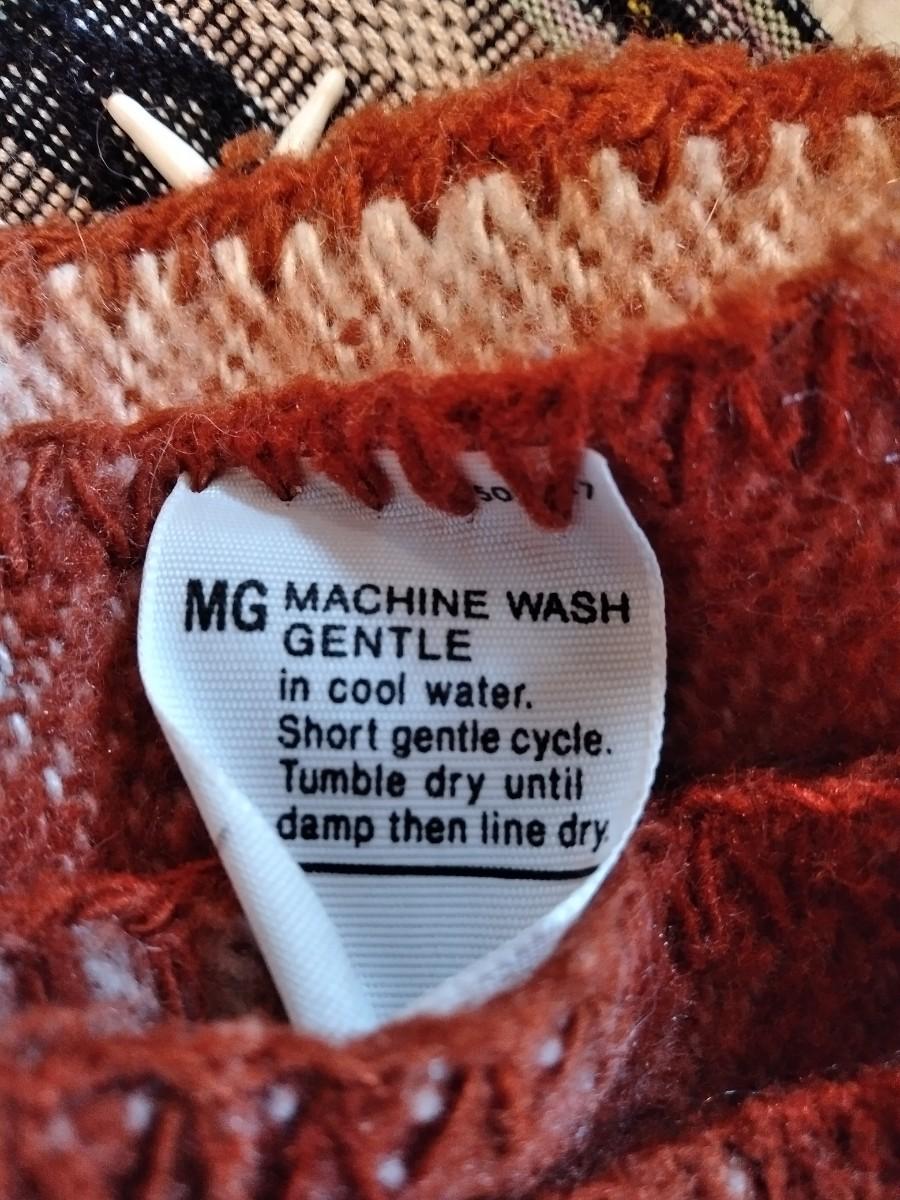 MG MACHINE WASH
GENTLE
in cool water.
Short gentle cycle.
Tumble dry until
damp then line dry.